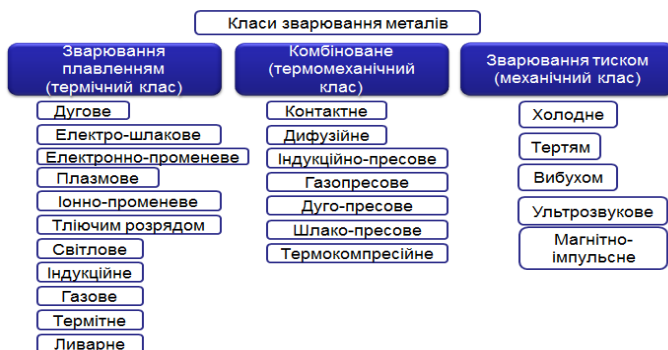 Класи зварювання металів
Зварювання
плавленням
(термічний клас)
Дугове
Електро-шлакове
Електронно-променеве
Плазмове
Іонно-променеве
Тліючим розрядом
Світлове
Індукційне
Газове
Термітне
Ливарне
Комбіноване
(термомеханічний
клас)
Контактне
Дифузійне
Індукційно-пресове
Газопресове
Дуго-пресове
Шлако-пресове
Термокомпресійне
Зварювання тиском
(механічний клас)
Холодне
Тертям
Вибухом
Ультрозвукове
Магнітно-
імпульсне